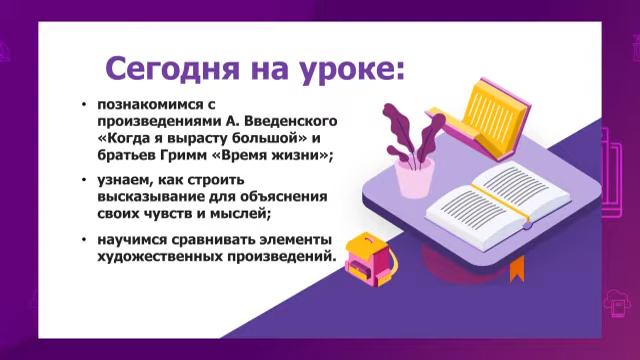 Сегодня на уроке:
• познакомимся с
произведениями А. Введенского
«Когда я вырасту большой» и
братьев Гримм «Время жизни»;
• узнаем, как строить
высказывание для объяснения
своих чувств и мыслей;
• научимся сравнивать элементы
художественных произведений.